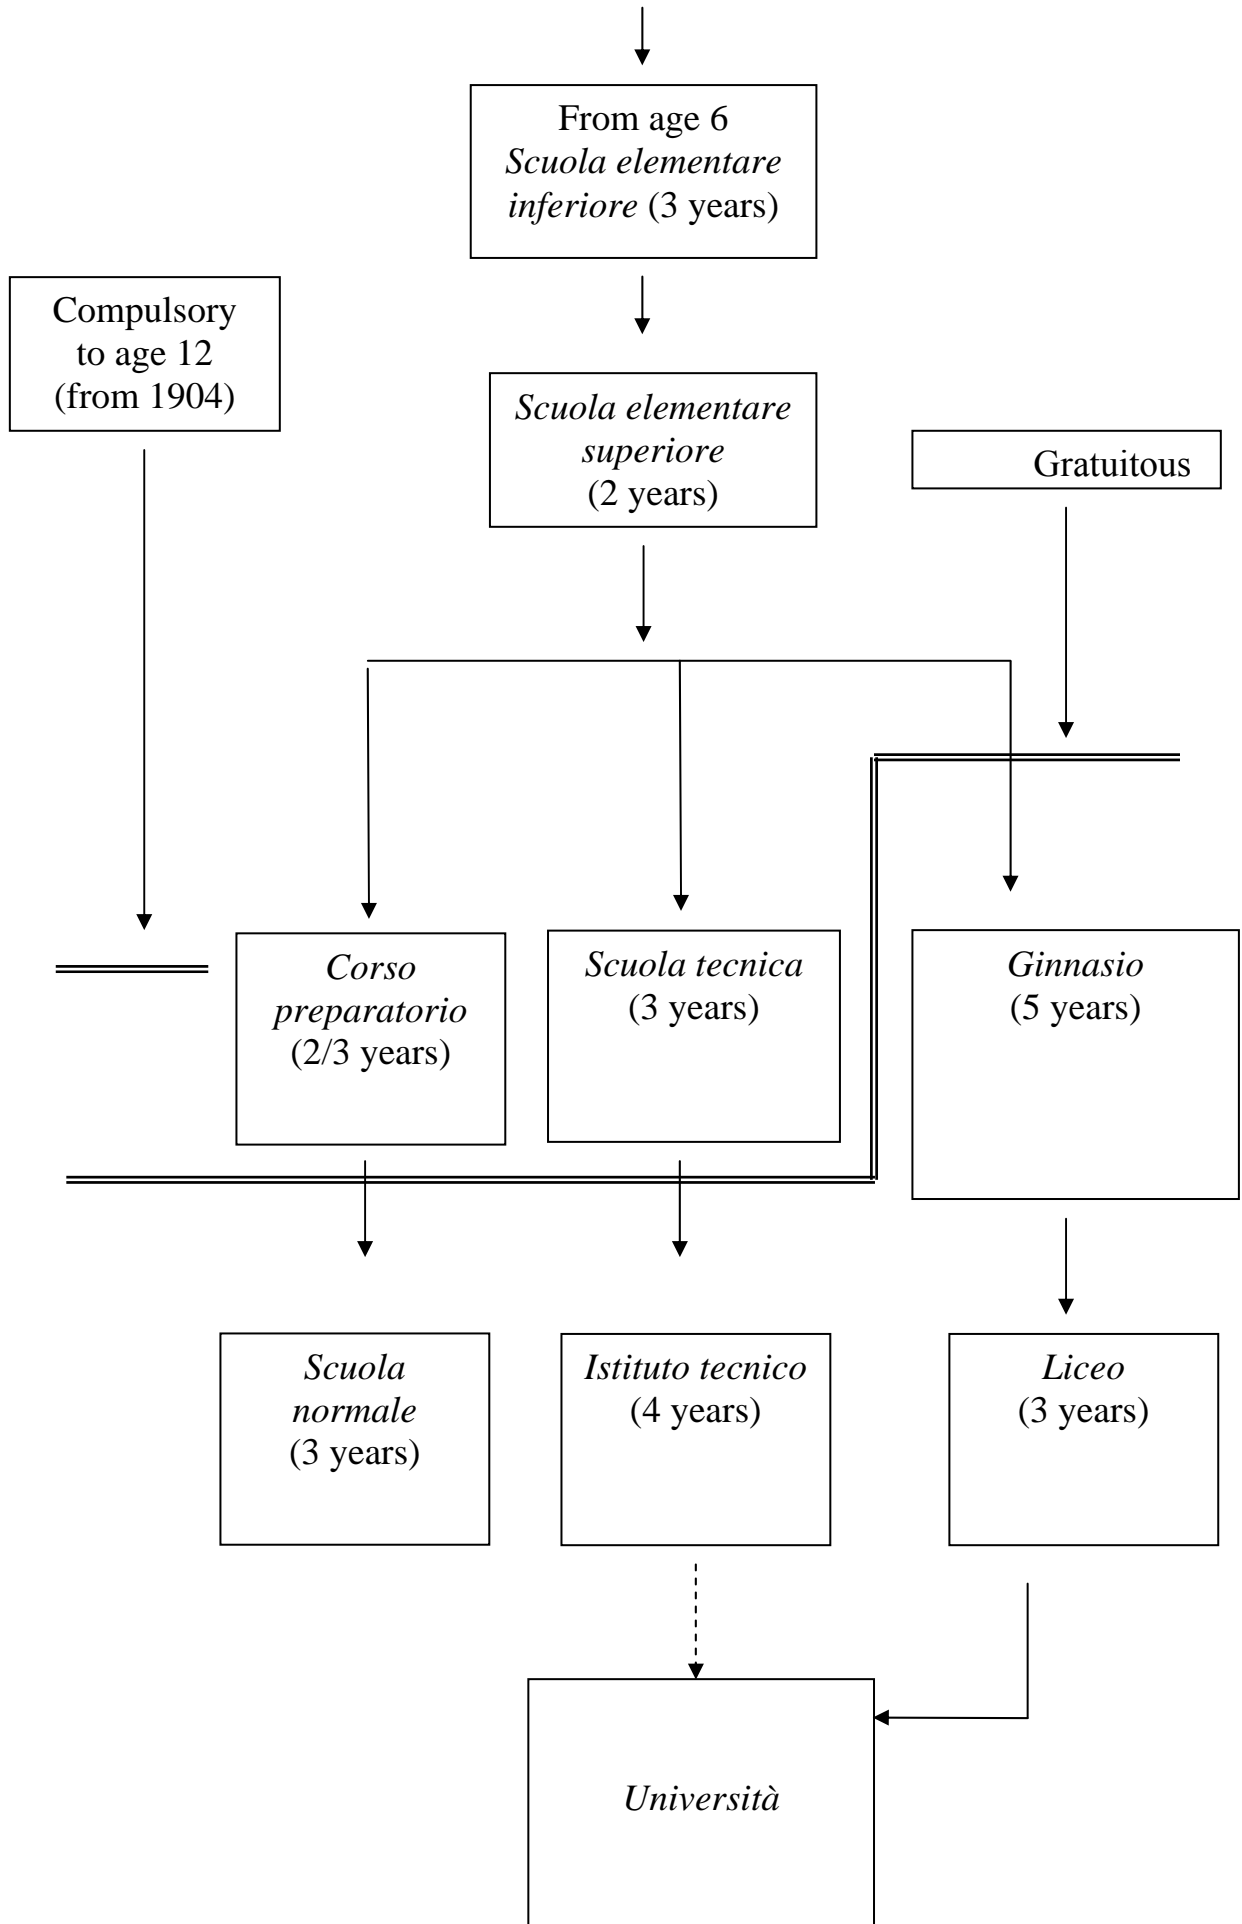 From age 6
Scuola elementare
inferiore (3 years)
Compulsory
to age 12
(from 1904)
Scuola elementare
superiore
(2 years)
Gratuitous
Corso
preparatorio
(2/3 years)
Scuola tecnica
(3 years)
Ginnasio
(5 years)
Scuola
normale
(3 years)
Istituto tecnico
(4 years)
Liceo
(3 years)
Università